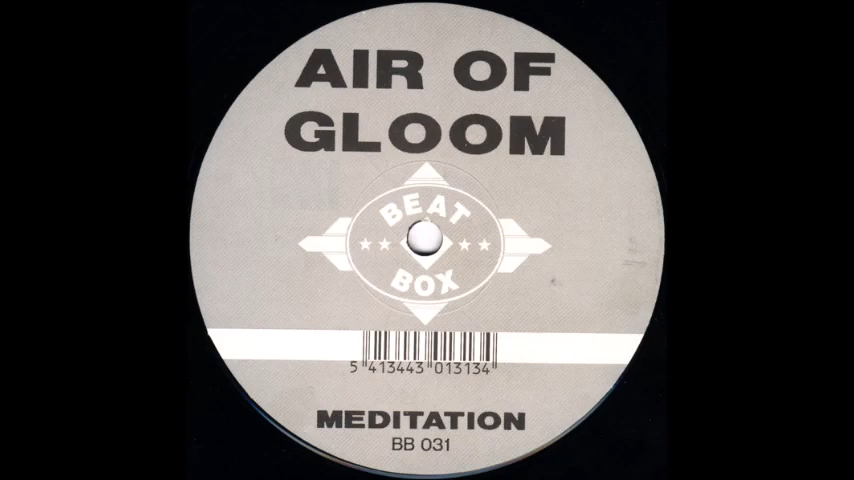 AIR OF
GLOOM
BEAT
BOX
5 413443 013134
MEDITATION
BB 031